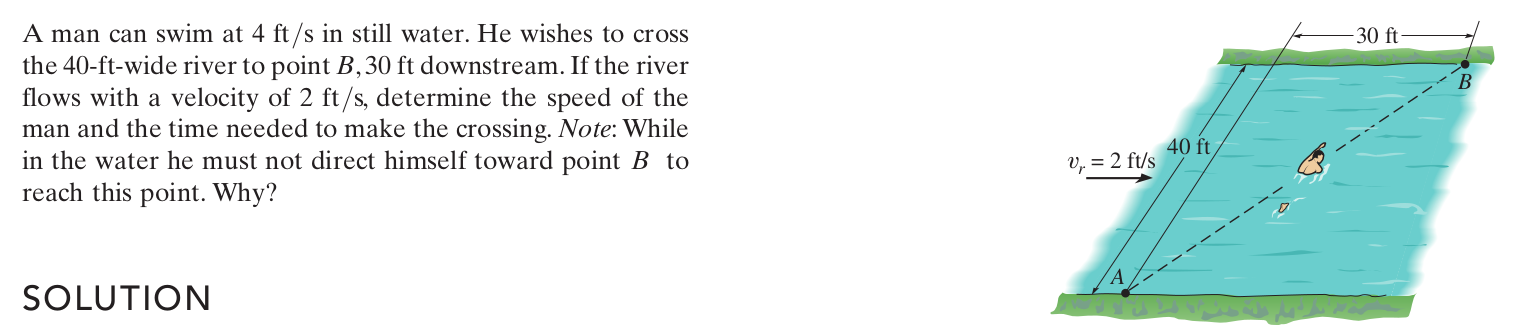 A man can swim at 4 ft/s in still water. He wishes to cross
the 40-ft-wide river to point B, 30 ft downstream. If the river
flows with a velocity of 2 ft/s, determine the speed of the
man and the time needed to make the crossing. Note: While
in the water he must not direct himself toward point B to
reach this point. Why?
SOLUTION
30 ft
B
40 ft
v_r = 2 ft/s
A